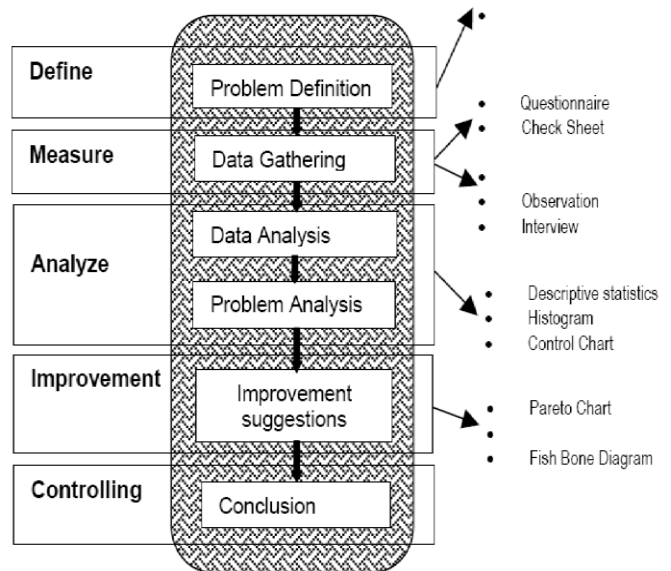 •
Define
Problem Definition
• Questionnaire
• Check Sheet
Measure
Data Gathering
•
• Observation
• Interview
Data Analysis
Analyze
Problem Analysis
• Descriptive statistics
• Histogram
• Control Chart
Improvement
Improvement
suggestions
• Pareto Chart
•
• Fish Bone Diagram
Controlling
Conclusion